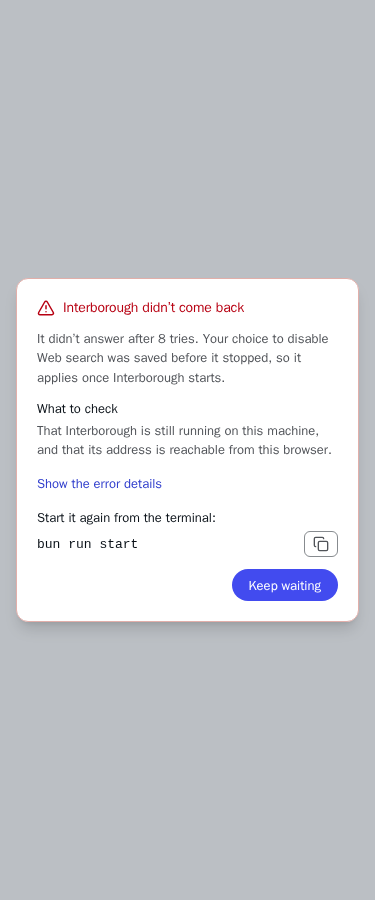 Interborough didn't come back
It didn't answer after 8 tries. Your choice to disable
Web search was saved before it stopped, so it
applies once Interborough starts.
What to check
That Interborough is still running on this machine,
and that its address is reachable from this browser.
Show the error details
Start it again from the terminal:
bun run start
Keep waiting